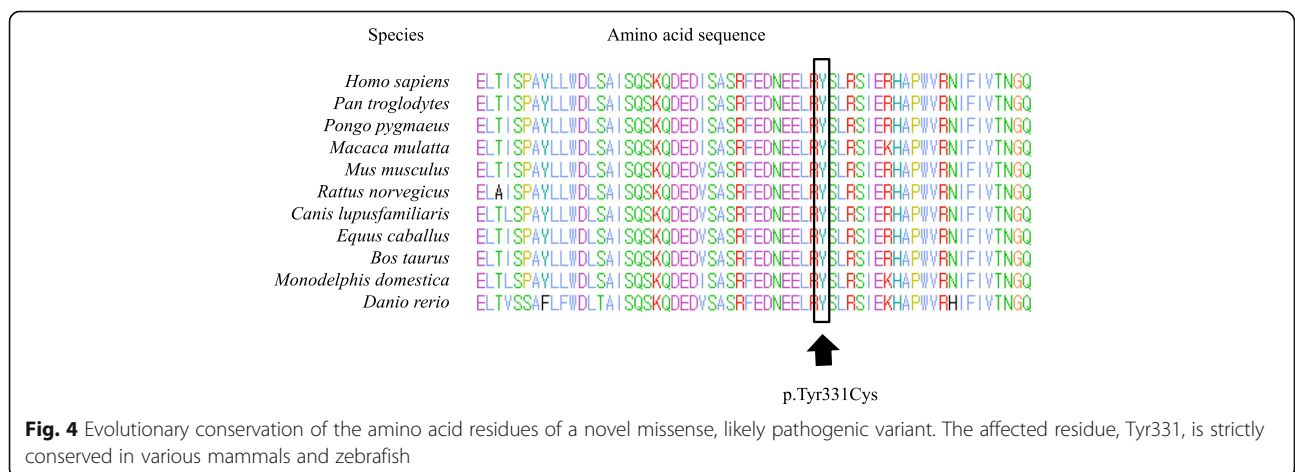 Species Amino acid sequence
Homo sapiens ELTISPAYLLWDLSAISQSKQDEDISASRFEDNEELRYSLRSIERHAPWVRNIFIVTNGQ
Pan troglodytes ELTISPAYLLWDLSAISQSKQDEDISASRFEDNEELRYSLRSIERHAPWVRNIFIVTNGQ
Pongo pygmaeus ELTISPAYLLWDLSAISQSKQDEDISASRFEDNEELRYSLRSIERHAPWVRNIFIVTNGQ
Macaca mulatta ELTISPAYLLWDLSAISQSKQDEDISASRFEDNEELRYSLRSIEKHAPWVRNIFIVTNGQ
Mus musculus ELTISPAYLLWDLSAISQSKQDEDVSASRFEDNEELRYSLRSIERHAPWVRNIFIVTNGQ
Rattus norvegicus ELAISPAYLLWDLSAISQSKQDEDVSASRFEDNEELRYSLRSIERHAPWVRNIFIVTNGQ
Canis lupusfamiliaris ELTLSPAYLLWDLSAISQSKQDEDVSASRFEDNEELRYSLRSIERHAPWVRNIFIVTNGQ
Equus caballus ELTISPAYLLWDLSAISQSKQDEDVSASRFEDNEELRYSLRSIERHAPWVRNIFIVTNGQ
Bos taurus ELTISPAYLLWDLSAISQSKQDEDVSASRFEDNEELRYSLRSIERHAPWVRNIFIVTNGQ
Monodelphis domestica ELTLSPAYLLWDLSAISQSKQDEDVSASRFEDNEELRYSLRSIEKHAPWVRNIFIVTNGQ
Danio rerio ELTVSSAFLFWDLTAISQSKQDEDVSASRFEDNEELRYSLRSIEKHAPWVRHIFIVTNGQ
p.Tyr331Cys
Fig. 4 Evolutionary conservation of the amino acid residues of a novel missense, likely pathogenic variant. The affected residue, Tyr331, is strictly
conserved in various mammals and zebrafish